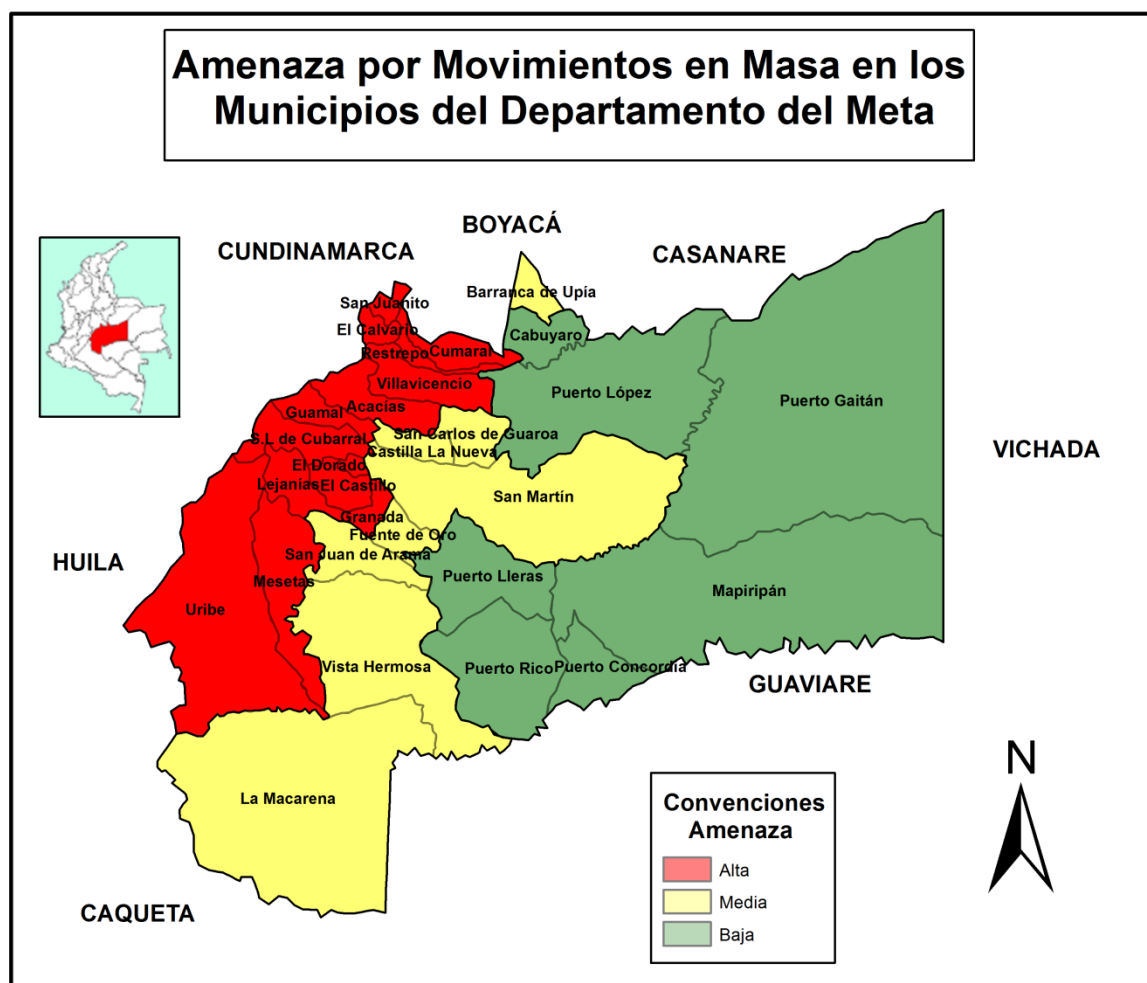 Amenaza por Movimientos en Masa en los
Municipios del Departamento del Meta
BOYACÁ
CUNDINAMARCA
CASANARE
Barranca de Upía
San Juanito
El Calvario
Cabuyaro
Restrepo
Cumaral
Villavicencio
Puerto López
Puerto Gaitán
Acacías
Guamal
San Carlos de Guaroa
S.L de Cubarral
Castilla La Nueva
VICHADA
El Dorado
Lejanías
El Castillo
San Martín
Granada
Fuente de Oro
San Juan de Arama
HUILA
Mesetas
Puerto Lleras
Mapiripán
Uribe
Vista Hermosa
Puerto Rico
Puerto Concordia
GUAVIARE
N
La Macarena
Convenciones
Amenaza
Alta
Media
Baja
CAQUETA